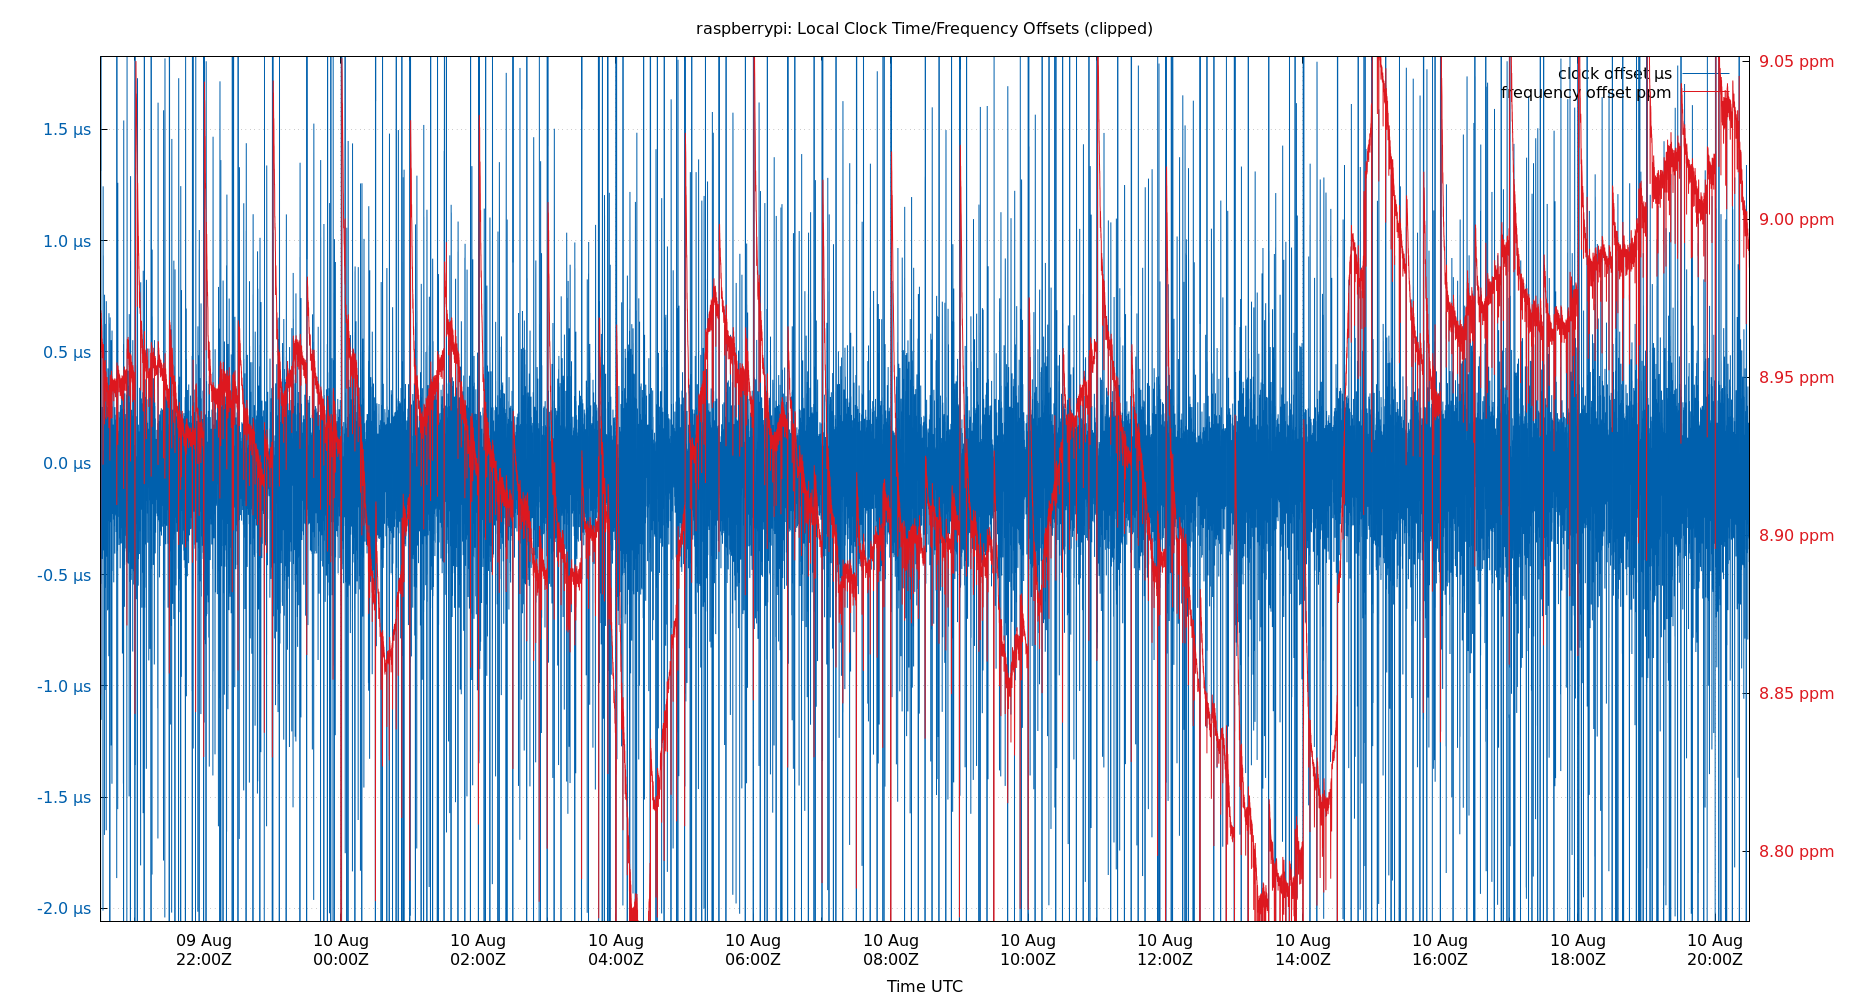 raspberrypi: Local Clock Time/Frequency Offsets (clipped)
clock offset µs
frequency offset ppm
1.5 µs
1.0 µs
0.5 µs
0.0 µs
-0.5 µs
-1.0 µs
-1.5 µs
-2.0 µs
9.05 ppm
9.00 ppm
8.95 ppm
8.90 ppm
8.85 ppm
8.80 ppm
09 Aug
22:00Z
10 Aug
00:00Z
10 Aug
02:00Z
10 Aug
04:00Z
10 Aug
06:00Z
10 Aug
08:00Z
10 Aug
10:00Z
10 Aug
12:00Z
10 Aug
14:00Z
10 Aug
16:00Z
10 Aug
18:00Z
10 Aug
20:00Z
Time UTC